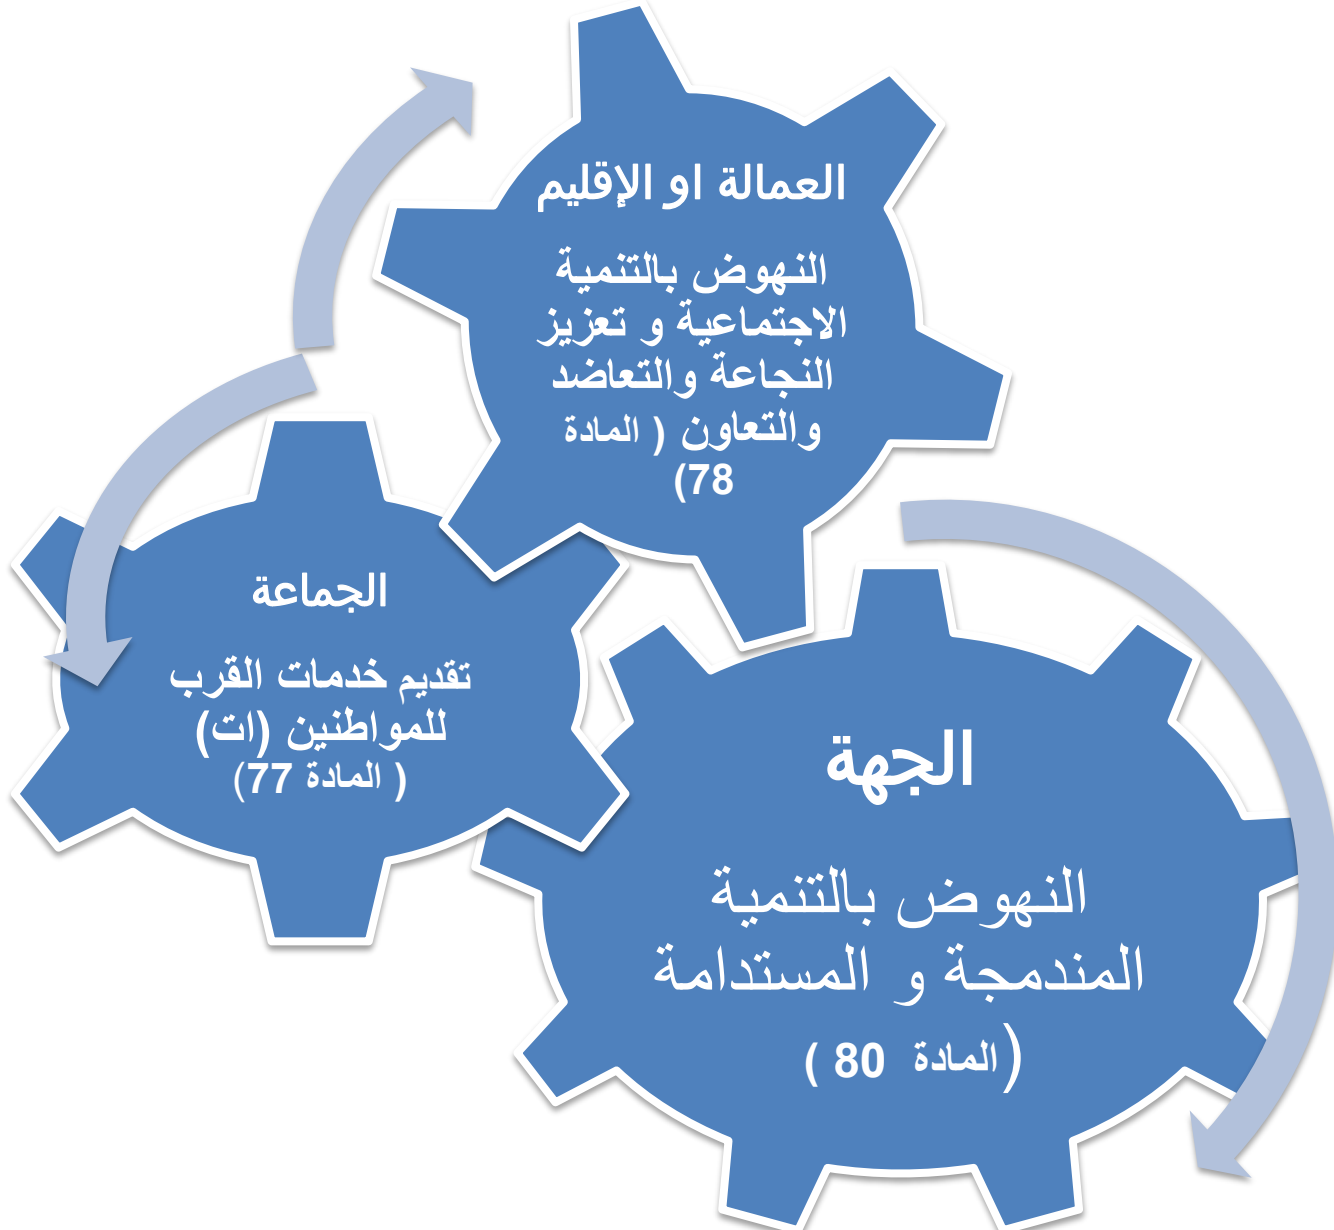 العمالة او الإقليم
النهوض بالتنمية
الاجتماعية و تعزيز
النجاعة والتعاضد
والتعاون ( المادة
78)
الجماعة
تقديم خدمات القرب
للمواطنين (ات)
( المادة 77)
الجهة
النهوض بالتنمية
المندمجة و المستدامة
(المادة 80 )